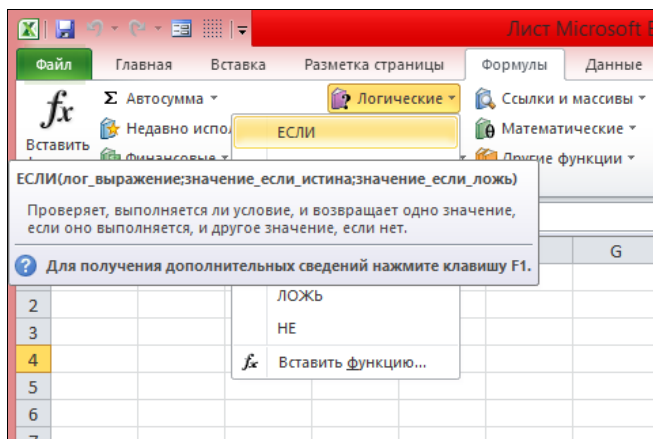 Лист Microsoft
Файл Главная Вставка Разметка страницы Формулы Данные
fx Σ Автосумма Логические Ссылки и массивы
Вставить Недавно Математические
Финансовые Другие функции
ЕСЛИ
ЕСЛИ(лог_выражение;значение_если_истина;значение_если_ложь)
Проверяет, выполняется ли условие, и возвращает одно значение,
если оно выполняется, и другое значение, если нет.
Для получения дополнительных сведений нажмите клавишу F1.
G
ЛОЖЬ
НЕ
fx Вставить функцию...
2
3
4
5
6